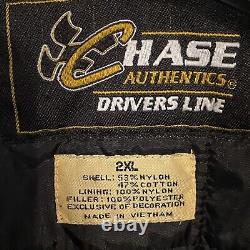 CHASE
AUTHENTICS®
DRIVERS LINE
2XL
SHELL: 53% NYLON
47% COTTON
LINING: 100% NYLON
FILLER: 100% POLYESTER
EXCLUSIVE OF DECORATION
MADE IN VIETNAM